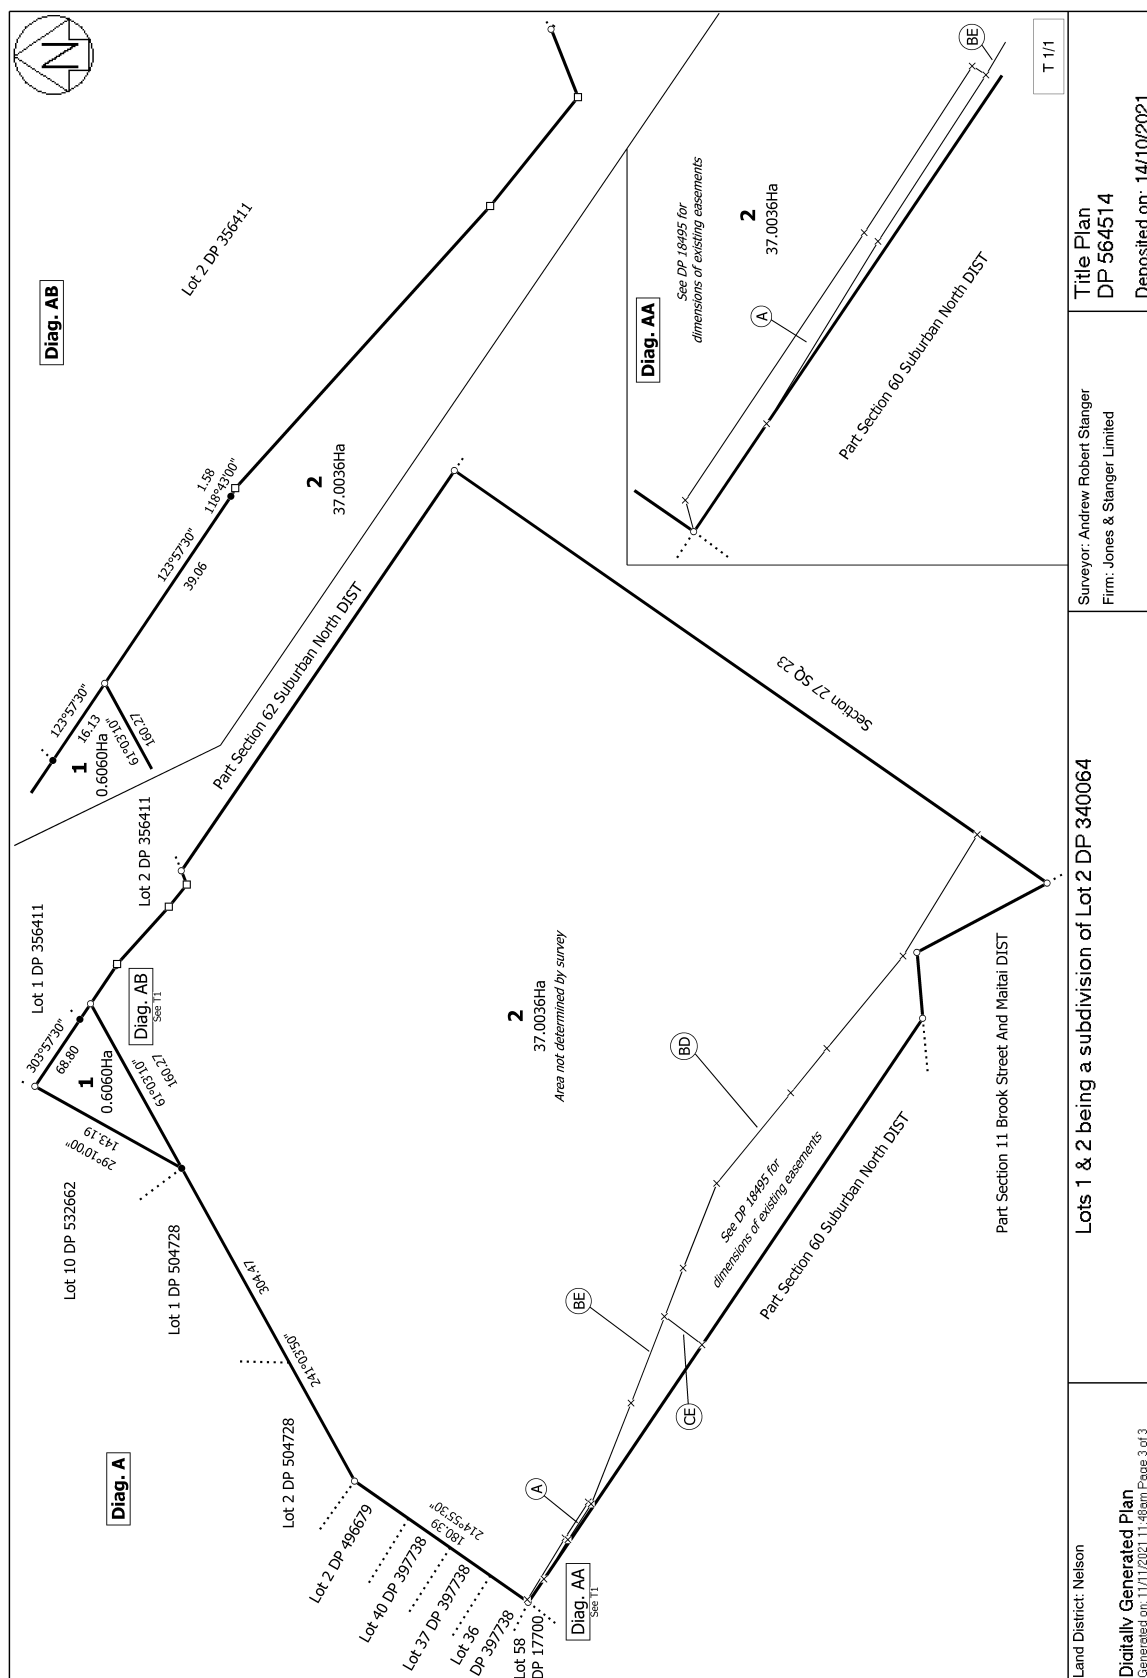 N
Diag. A
Lot 10 DP 532662
Lot 1 DP 504728
Lot 2 DP 504728
Lot 2 DP 496679
Lot 40 DP 397738
Lot 37 DP 397738
Lot 36
DP 397738
Lot 58
DP 17700
Diag. AA
See T1
180.39
214°55'30"
304.47
241°03'50"
29°10'00"
143.19
303°57'30"
68.80
1
0.6060Ha
61°03'10"
160.27
Lot 1 DP 356411
Diag. AB
See T1
Lot 2 DP 356411
Part Section 62 Suburban North DIST
2
37.0036Ha
Area not determined by survey
Section 27 SQ 23
A
BE
CE
BD
See DP 18495 for
dimensions of existing easements
Part Section 60 Suburban North DIST
Part Section 11 Brook Street And Maitai DIST
Diag. AB
Lot 2 DP 356411
123°57'30"
16.13
1
0.6060Ha
61°03'10"
160.27
123°57'30"
39.06
1.58
118°43'00"
2
37.0036Ha
Diag. AA
See DP 18495 for
dimensions of existing easements
2
37.0036Ha
A
BE
Part Section 60 Suburban North DIST
T 1/1
Land District: Nelson
Digitally Generated Plan
Generated on: 11/11/2021 11:48am Page 3 of 3
Lots 1 & 2 being a subdivision of Lot 2 DP 340064
Surveyor: Andrew Robert Stanger
Firm: Jones & Stanger Limited
Title Plan
DP 564514
Deposited on: 14/10/2021